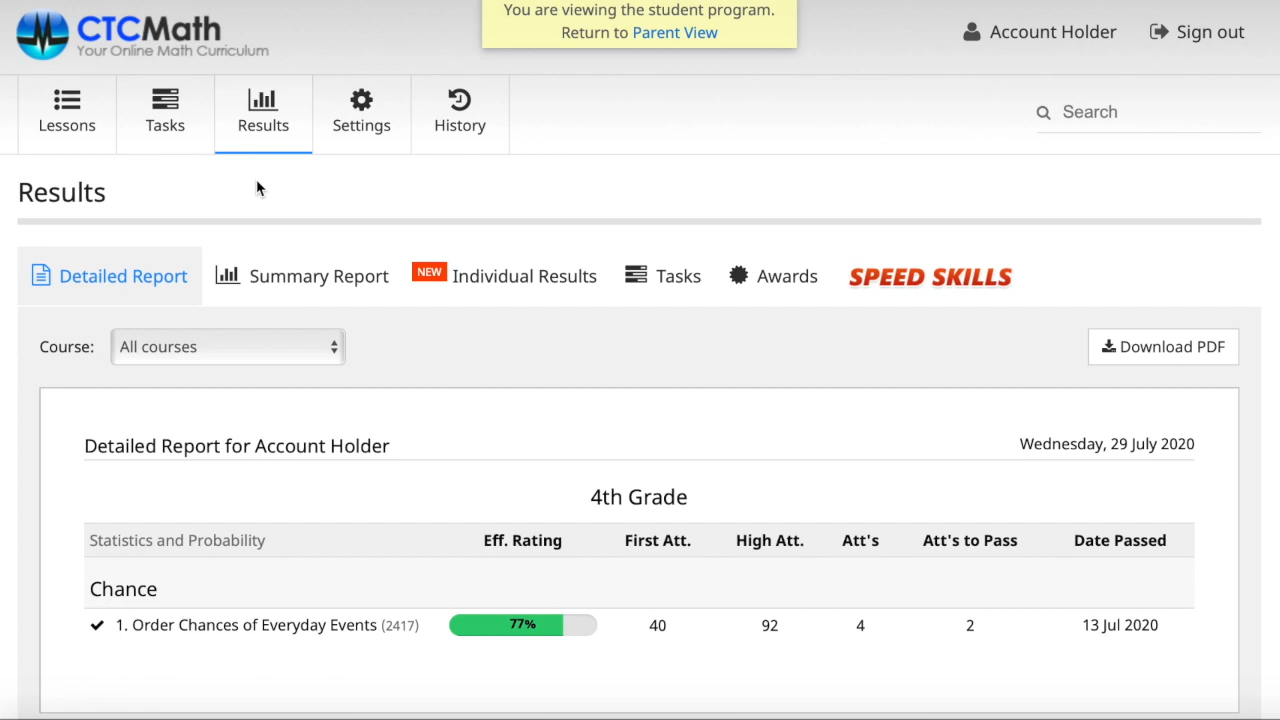 You are viewing the student program.
Return to Parent View
CTCMath
Your Online Math Curriculum
Account Holder
Sign out
Lessons
Tasks
Results
Settings
History
Search
Results
Detailed Report
Summary Report
NEW Individual Results
Tasks
Awards
SPEED SKILLS
Course: All courses
Download PDF
Detailed Report for Account Holder
Wednesday, 29 July 2020
4th Grade
Statistics and Probability Eff. Rating First Att. High Att. Att's Att's to Pass Date Passed
Chance
1. Order Chances of Everyday Events (2417) 77% 40 92 4 2 13 Jul 2020